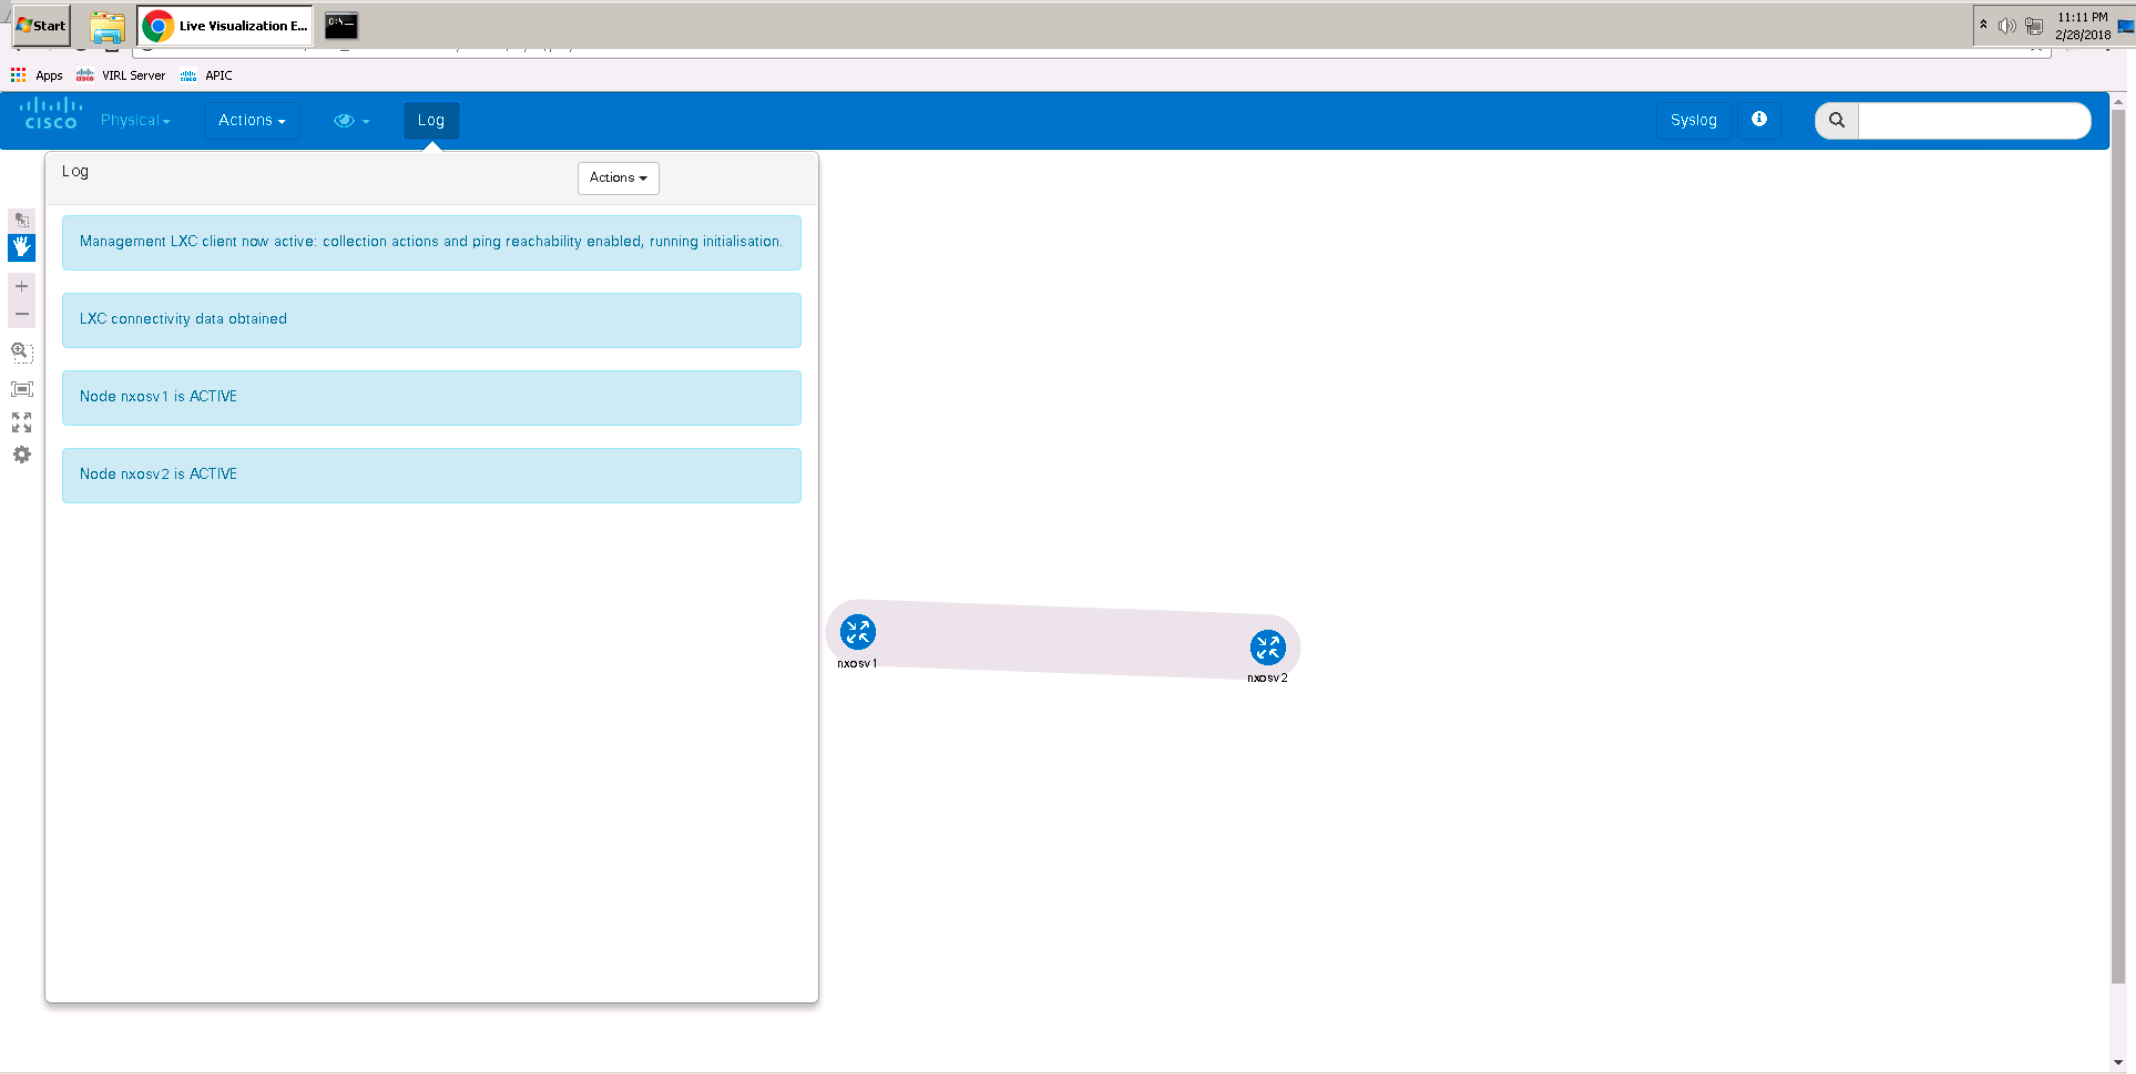 Start
Live Visualization E...
C:\_
11:11 PM
2/28/2018
Apps
VIRL Server
APIC
CISCO
Physical
Actions
Log
Syslog
Log
Actions
Management LXC client now active: collection actions and ping reachability enabled, running initialisation.
LXC connectivity data obtained
Node nxosv1 is ACTIVE
Node nxosv2 is ACTIVE
nxosv1
nxosv2